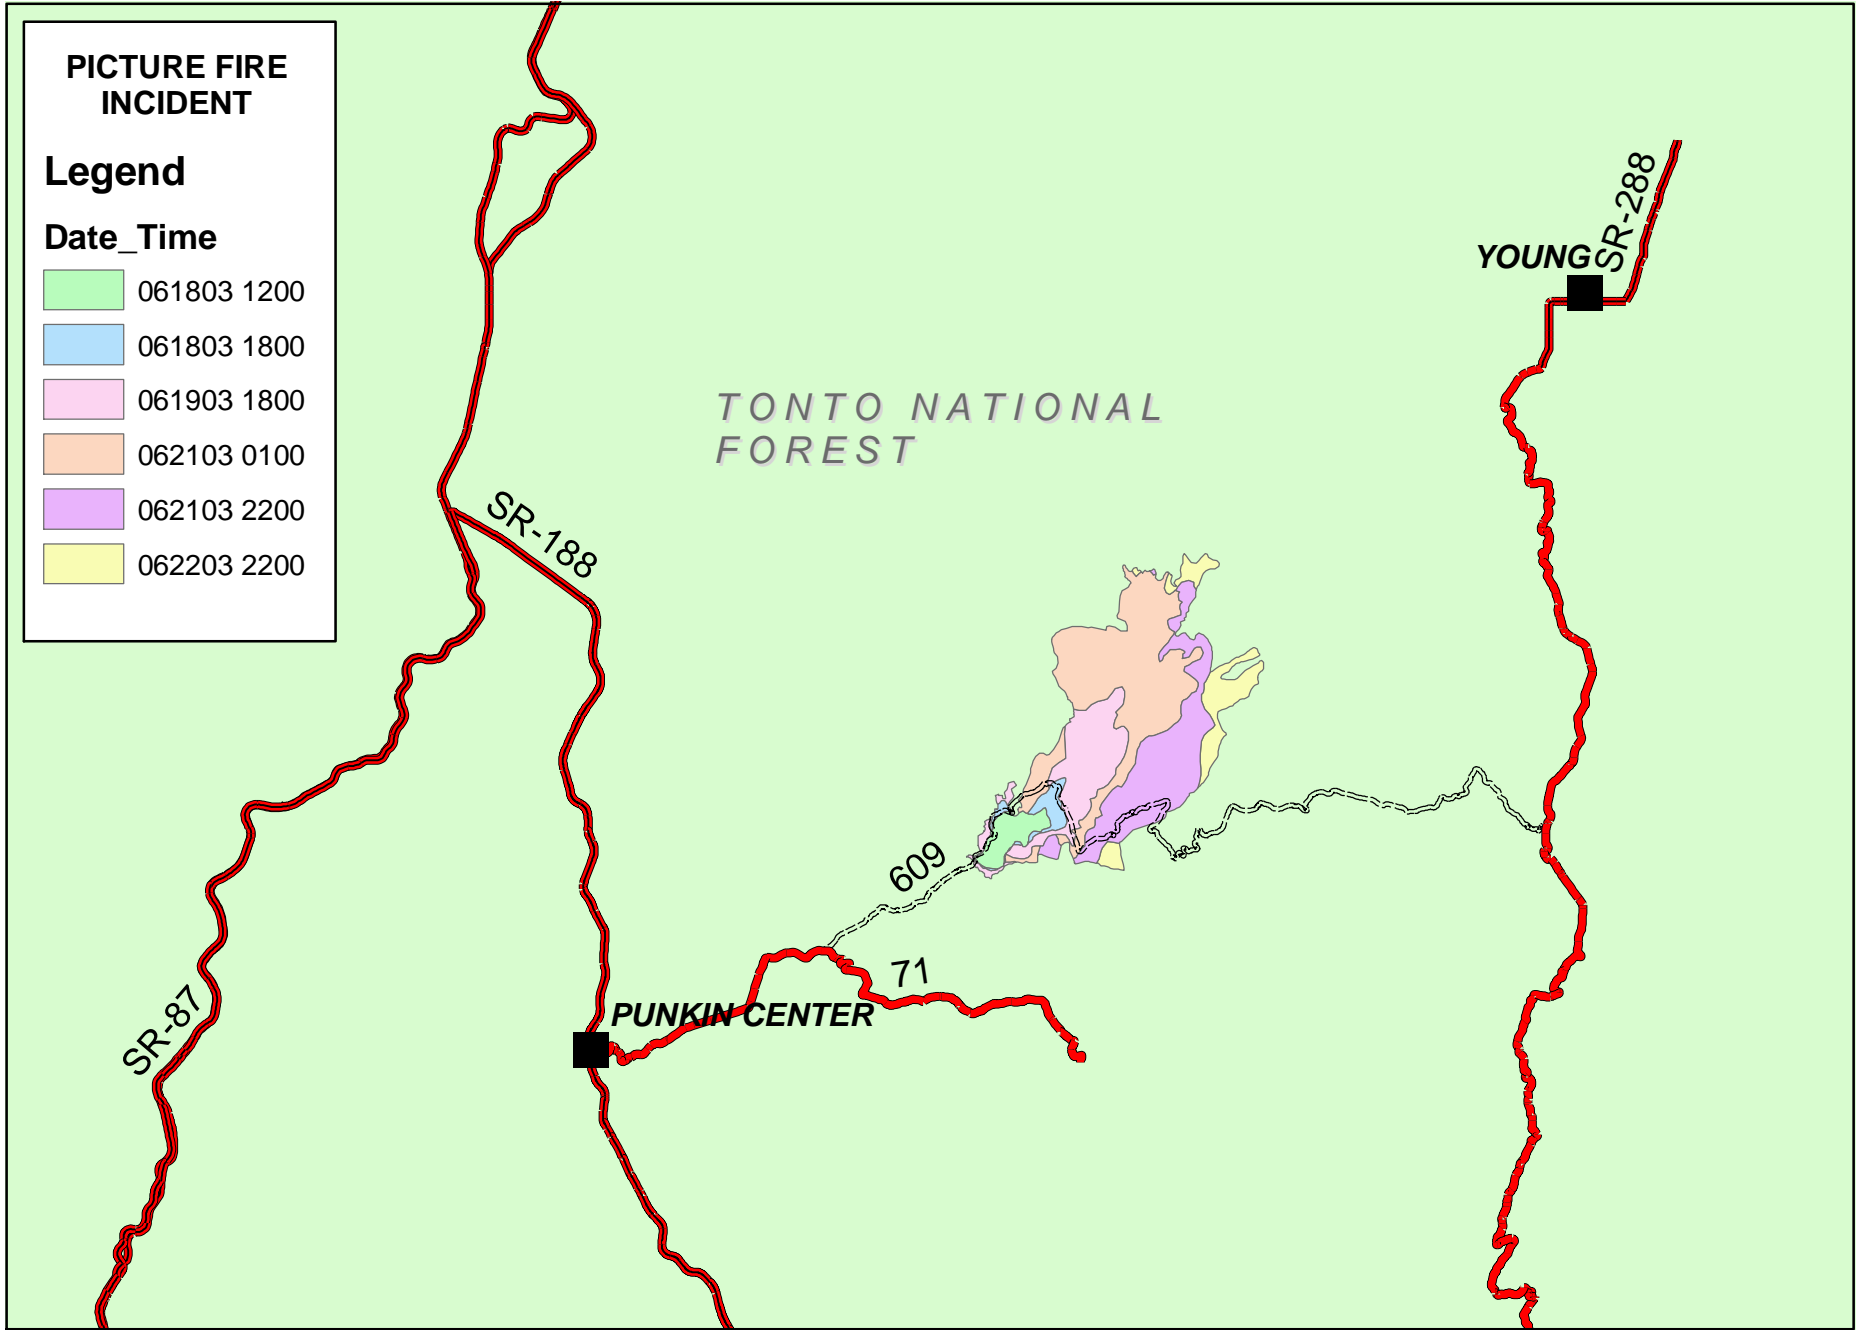 PICTURE FIRE
INCIDENT
Legend
Date_Time
061803 1200
061803 1800
061903 1800
062103 0100
062103 2200
062203 2200
SR-288
YOUNG
TONTO NATIONAL
FOREST
SR-188
609
71
PUNKIN CENTER
SR-87